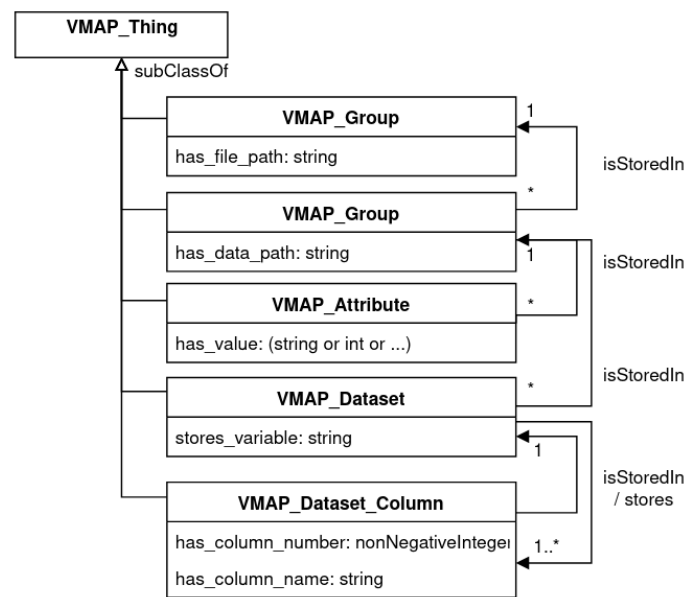 VMAP_Thing
subClassOf
VMAP_Group
1
has_file_path: string
isStoredIn
*
VMAP_Group
has_data_path: string
1
isStoredIn
VMAP_Attribute
*
has_value: (string or int or ...)
isStoredIn
*
VMAP_Dataset
stores_variable: string
1
isStoredIn
/ stores
VMAP_Dataset_Column
has_column_number: nonNegativeInteger
1..*
has_column_name: string